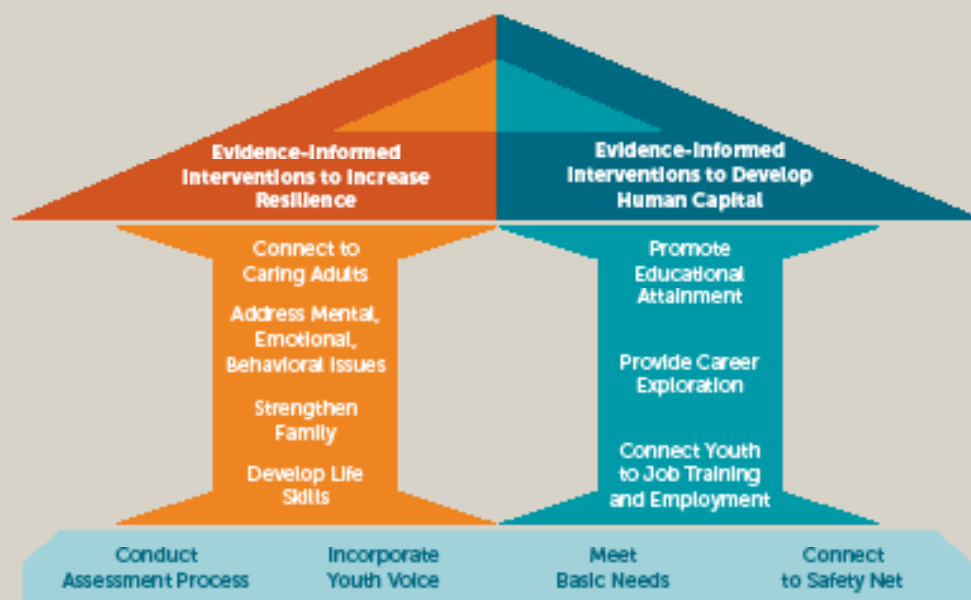 Evidence-Informed
Interventions to Increase
Resilience
Evidence-Informed
Interventions to Develop
Human Capital
Connect to
Caring Adults
Address Mental,
Emotional,
Behavioral Issues
Strengthen
Family
Develop Life
Skills
Promote
Educational
Attainment
Provide Career
Exploration
Connect Youth
to Job Training
and Employment
Conduct
Assessment Process
Incorporate
Youth Voice
Meet
Basic Needs
Connect
to Safety Net